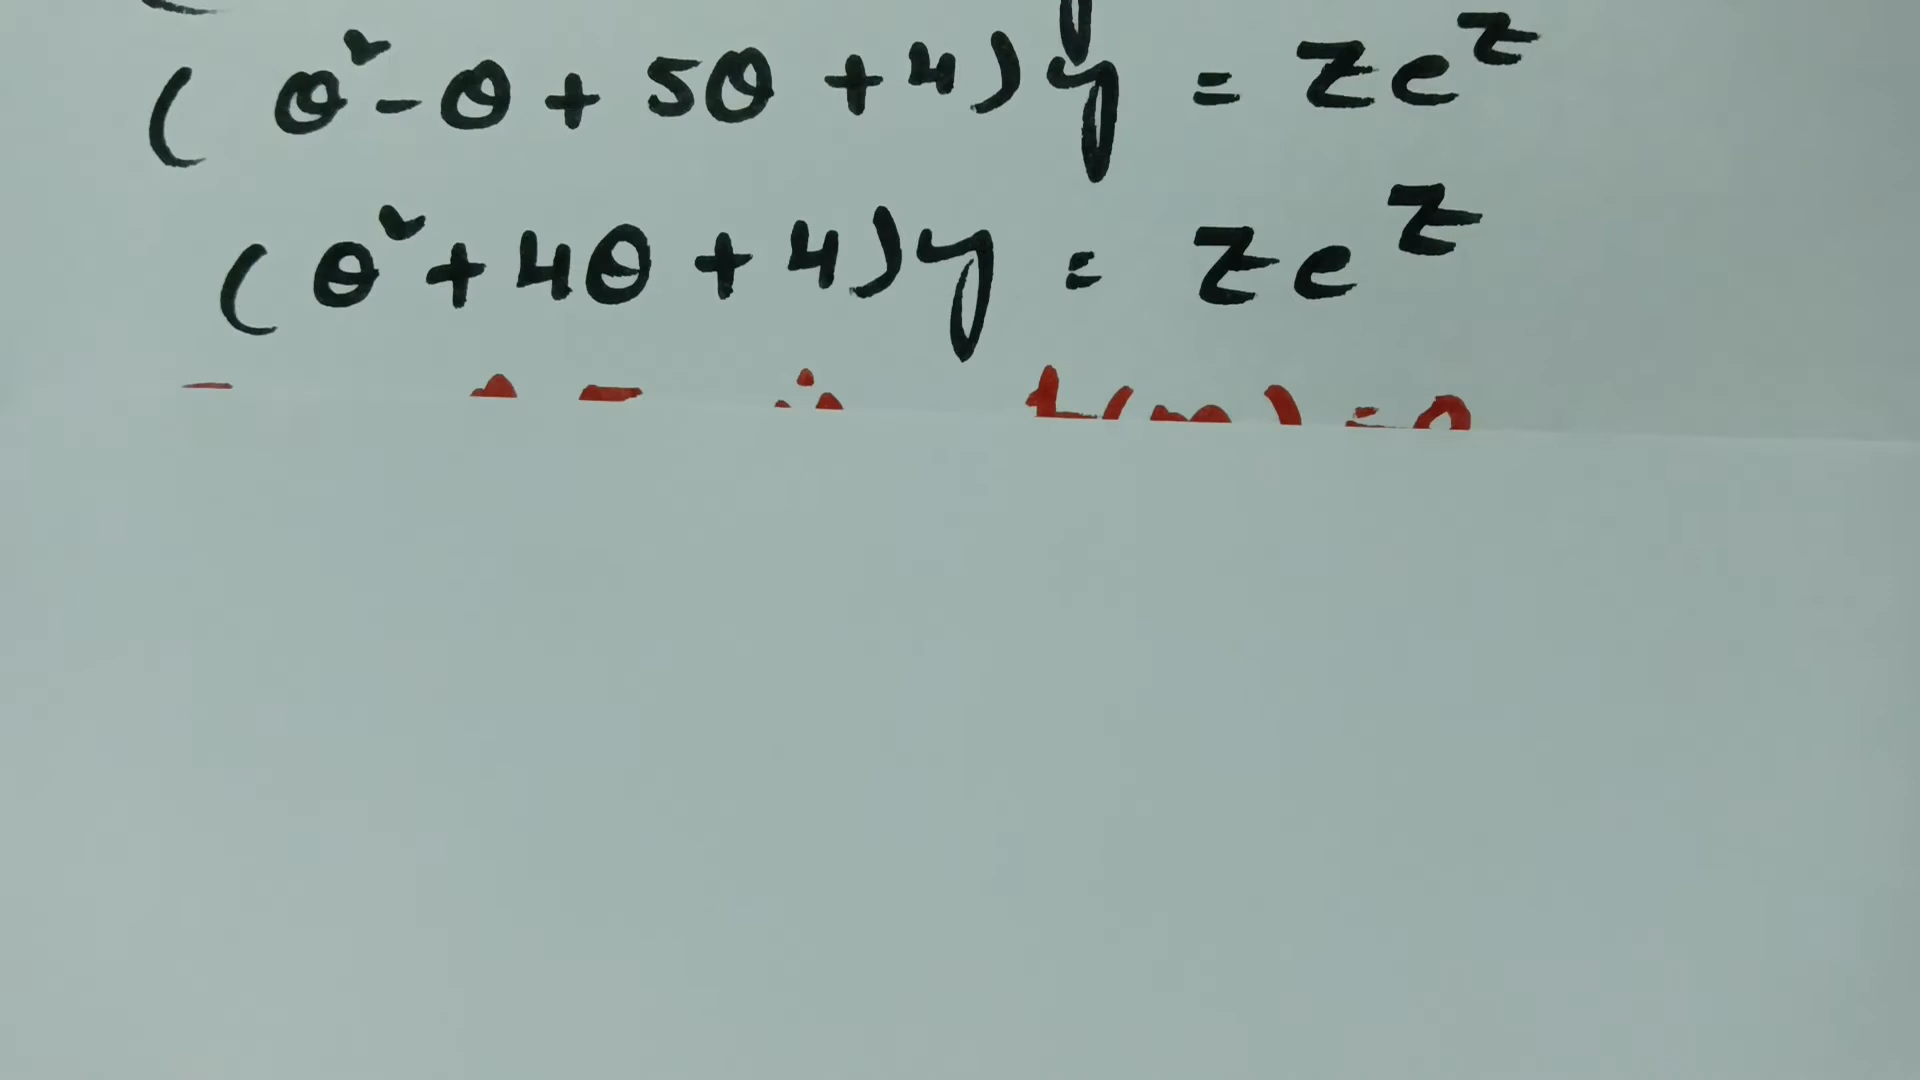 (θ²-θ+5θ+4)y = ze^z
(θ²+4θ+4)y = ze^z